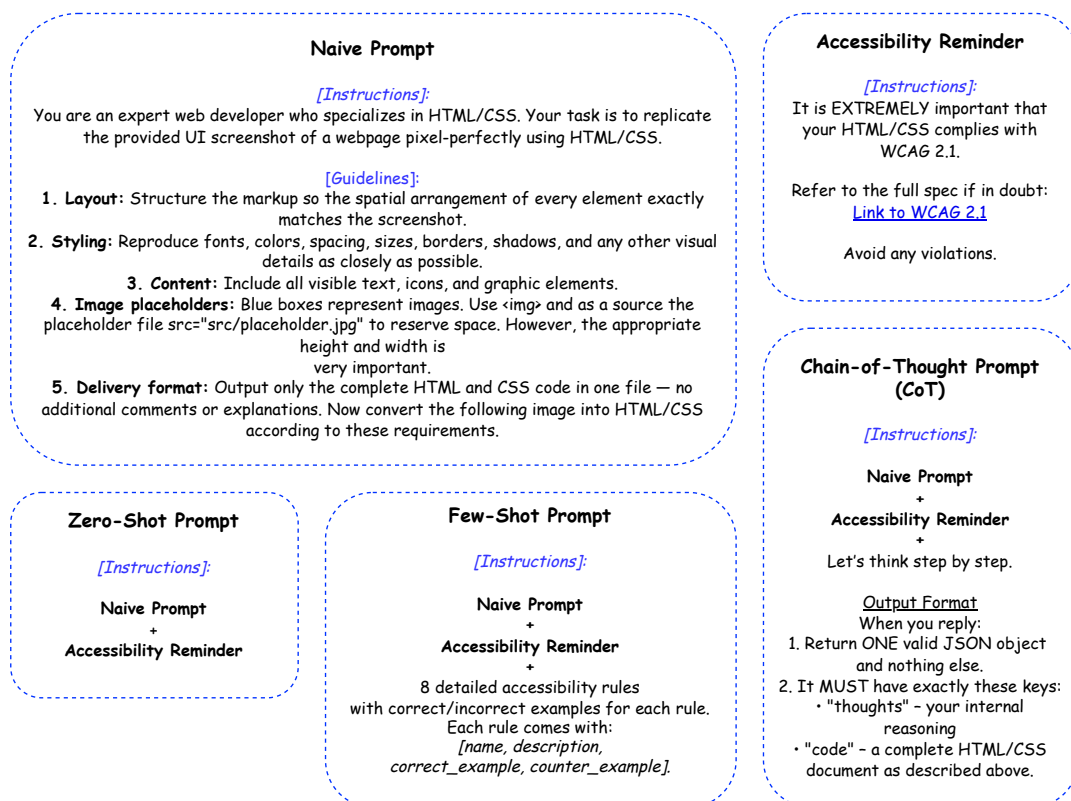 Naive Prompt
[Instructions]:
You are an expert web developer who specializes in HTML/CSS. Your task is to replicate
the provided UI screenshot of a webpage pixel-perfectly using HTML/CSS.
[Guidelines]:
1. Layout: Structure the markup so the spatial arrangement of every element exactly
matches the screenshot.
2. Styling: Reproduce fonts, colors, spacing, sizes, borders, shadows, and any other visual
details as closely as possible.
3. Content: Include all visible text, icons, and graphic elements.
4. Image placeholders: Blue boxes represent images. Use <img> and as a source the
placeholder file src="src/placeholder.jpg" to reserve space. However, the appropriate
height and width is
very important.
5. Delivery format: Output only the complete HTML and CSS code in one file — no
additional comments or explanations. Now convert the following image into HTML/CSS
according to these requirements.
Accessibility Reminder
[Instructions]:
It is EXTREMELY important that
your HTML/CSS complies with
WCAG 2.1.
Refer to the full spec if in doubt:
Link to WCAG 2.1
Avoid any violations.
Zero-Shot Prompt
[Instructions]:
Naive Prompt
+
Accessibility Reminder
Few-Shot Prompt
[Instructions]:
Naive Prompt
+
Accessibility Reminder
+
8 detailed accessibility rules
with correct/incorrect examples for each rule.
Each rule comes with:
[name, description,
correct_example, counter_example].
Chain-of-Thought Prompt
(CoT)
[Instructions]:
Naive Prompt
+
Accessibility Reminder
+
Let's think step by step.
Output Format
When you reply:
1. Return ONE valid JSON object
and nothing else.
2. It MUST have exactly these keys:
• "thoughts" – your internal
reasoning
• "code" – a complete HTML/CSS
document as described above.